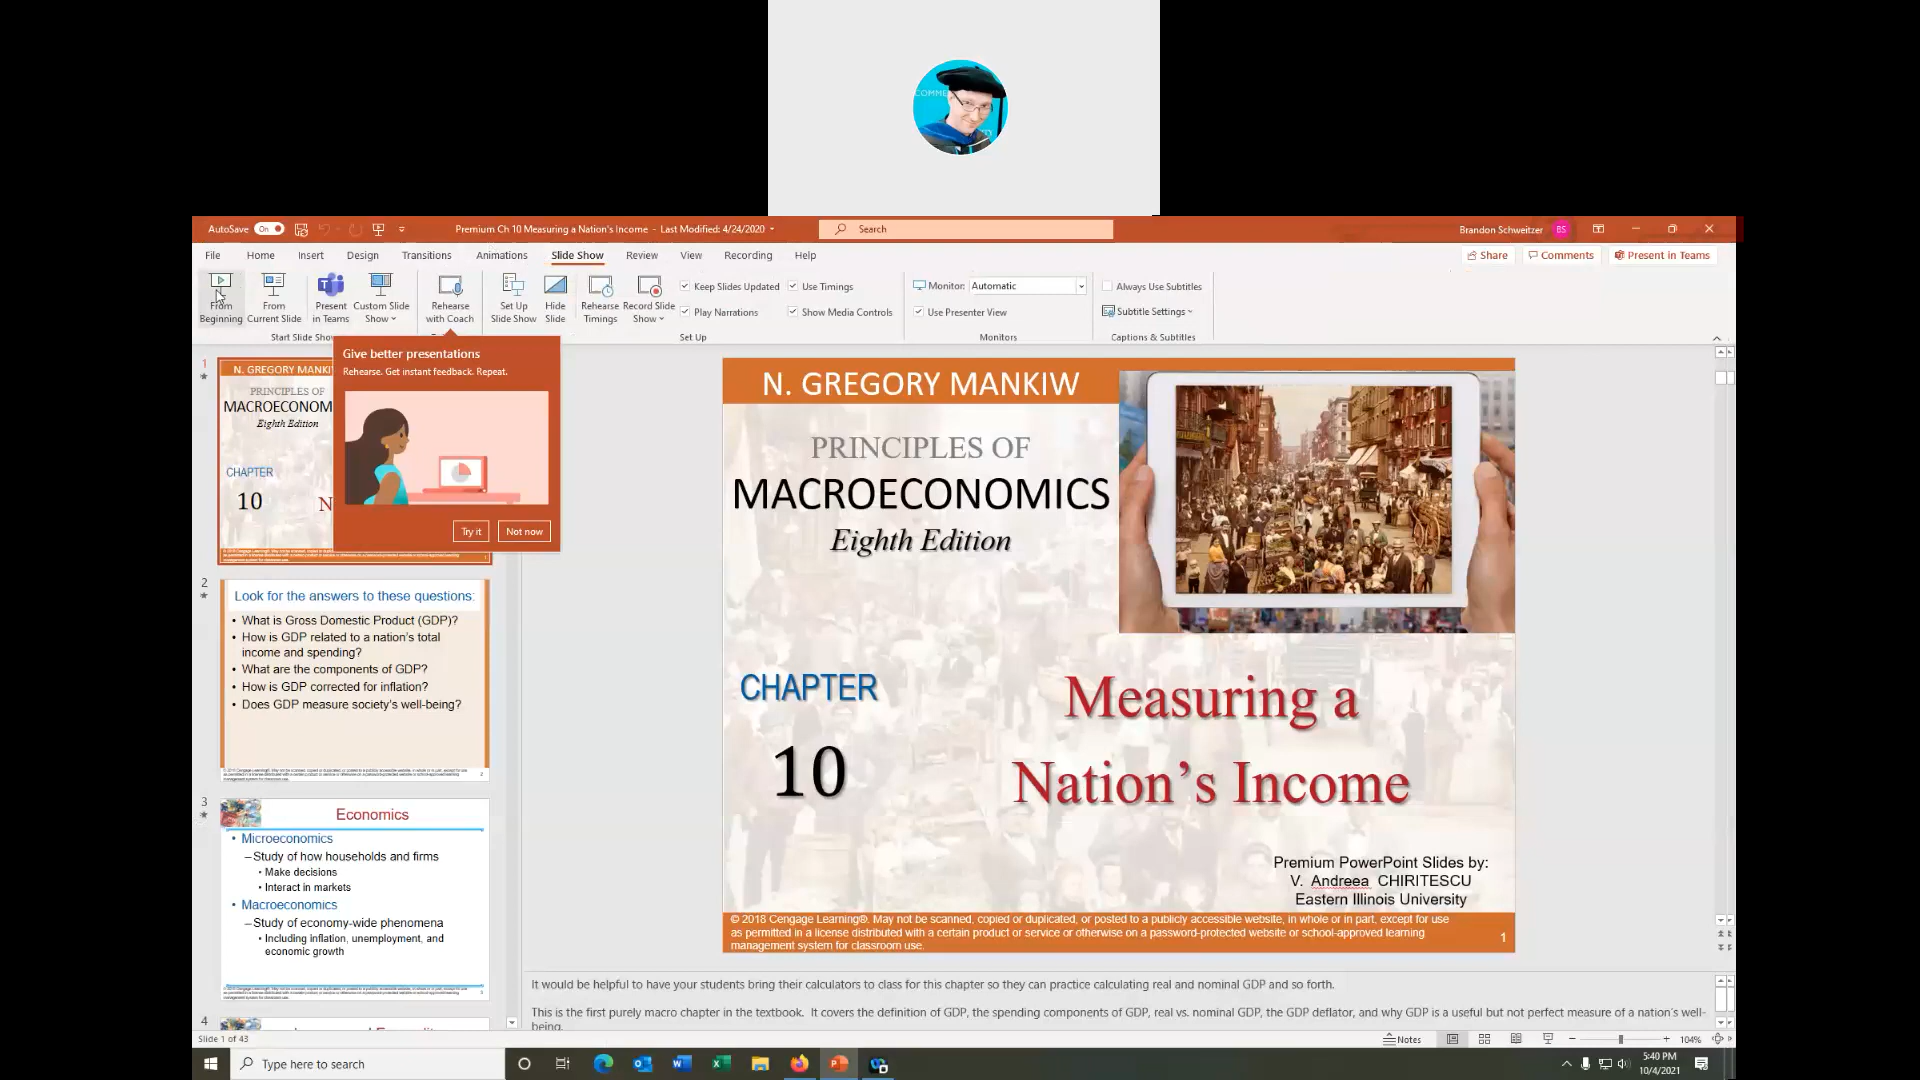 COMME
AutoSave On
Premium Ch 10 Measuring a Nation's Income - Last Modified: 4/24/2020
Search
Brandon Schweitzer BS
File Home Insert Design Transitions Animations Slide Show Review View Recording Help
Share Comments Present in Teams
From Beginning
From Current Slide
Present in Teams
Custom Slide Show
Rehearse with Coach
Set Up Slide Show
Hide Slide
Rehearse Timings
Record Slide Show
Keep Slides Updated
Use Timings
Play Narrations
Show Media Controls
Monitor: Automatic
Use Presenter View
Always Use Subtitles
Subtitle Settings
Start Slide Show
Set Up
Monitors
Captions & Subtitles
Give better presentations
Rehearse. Get instant feedback. Repeat.
Try it
Not now
1
N. GREGORY MANKI
PRINCIPLES OF
MACROECONOM
Eighth Edition
CHAPTER
10
N
2
Look for the answers to these questions:
• What is Gross Domestic Product (GDP)?
• How is GDP related to a nation's total
income and spending?
• What are the components of GDP?
• How is GDP corrected for inflation?
• Does GDP measure society's well-being?
3
Economics
• Microeconomics
–Study of how households and firms
• Make decisions
• Interact in markets
• Macroeconomics
–Study of economy-wide phenomena
• Including inflation, unemployment, and
economic growth
4
N. GREGORY MANKIW
PRINCIPLES OF
MACROECONOMICS
Eighth Edition
CHAPTER
10
Measuring a
Nation's Income
Premium PowerPoint Slides by:
V. Andreea CHIRITESCU
Eastern Illinois University
© 2018 Cengage Learning®. May not be scanned, copied or duplicated, or posted to a publicly accessible website, in whole or in part, except for use
as permitted in a license distributed with a certain product or service or otherwise on a password-protected website or school-approved learning
management system for classroom use.
1
It would be helpful to have your students bring their calculators to class for this chapter so they can practice calculating real and nominal GDP and so forth.
This is the first purely macro chapter in the textbook. It covers the definition of GDP, the spending components of GDP, real vs. nominal GDP, the GDP deflator, and why GDP is a useful but not perfect measure of a nation's well-
being.
Slide 1 of 43
Notes
104%
Type here to search
5:40 PM
10/4/2021